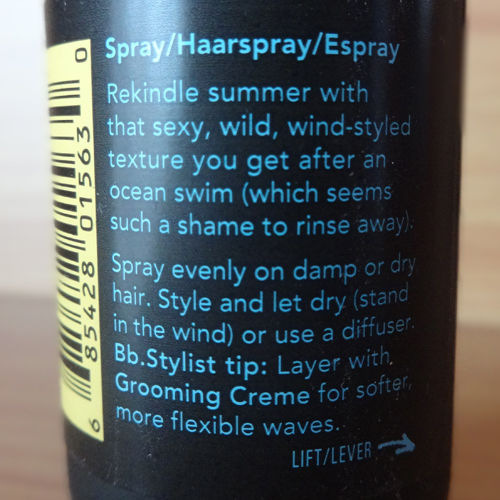 Spray/Haarspray/Espray
Rekindle summer with
that sexy, wild, wind-styled
texture you get after an
ocean swim (which seems
such a shame to rinse away).
Spray evenly on damp or dry
hair. Style and let dry (stand
in the wind) or use a diffuser.
Bb.Stylist tip: Layer with
Grooming Creme for softer,
more flexible waves.
LIFT/LEVER
6 85428 01563 0